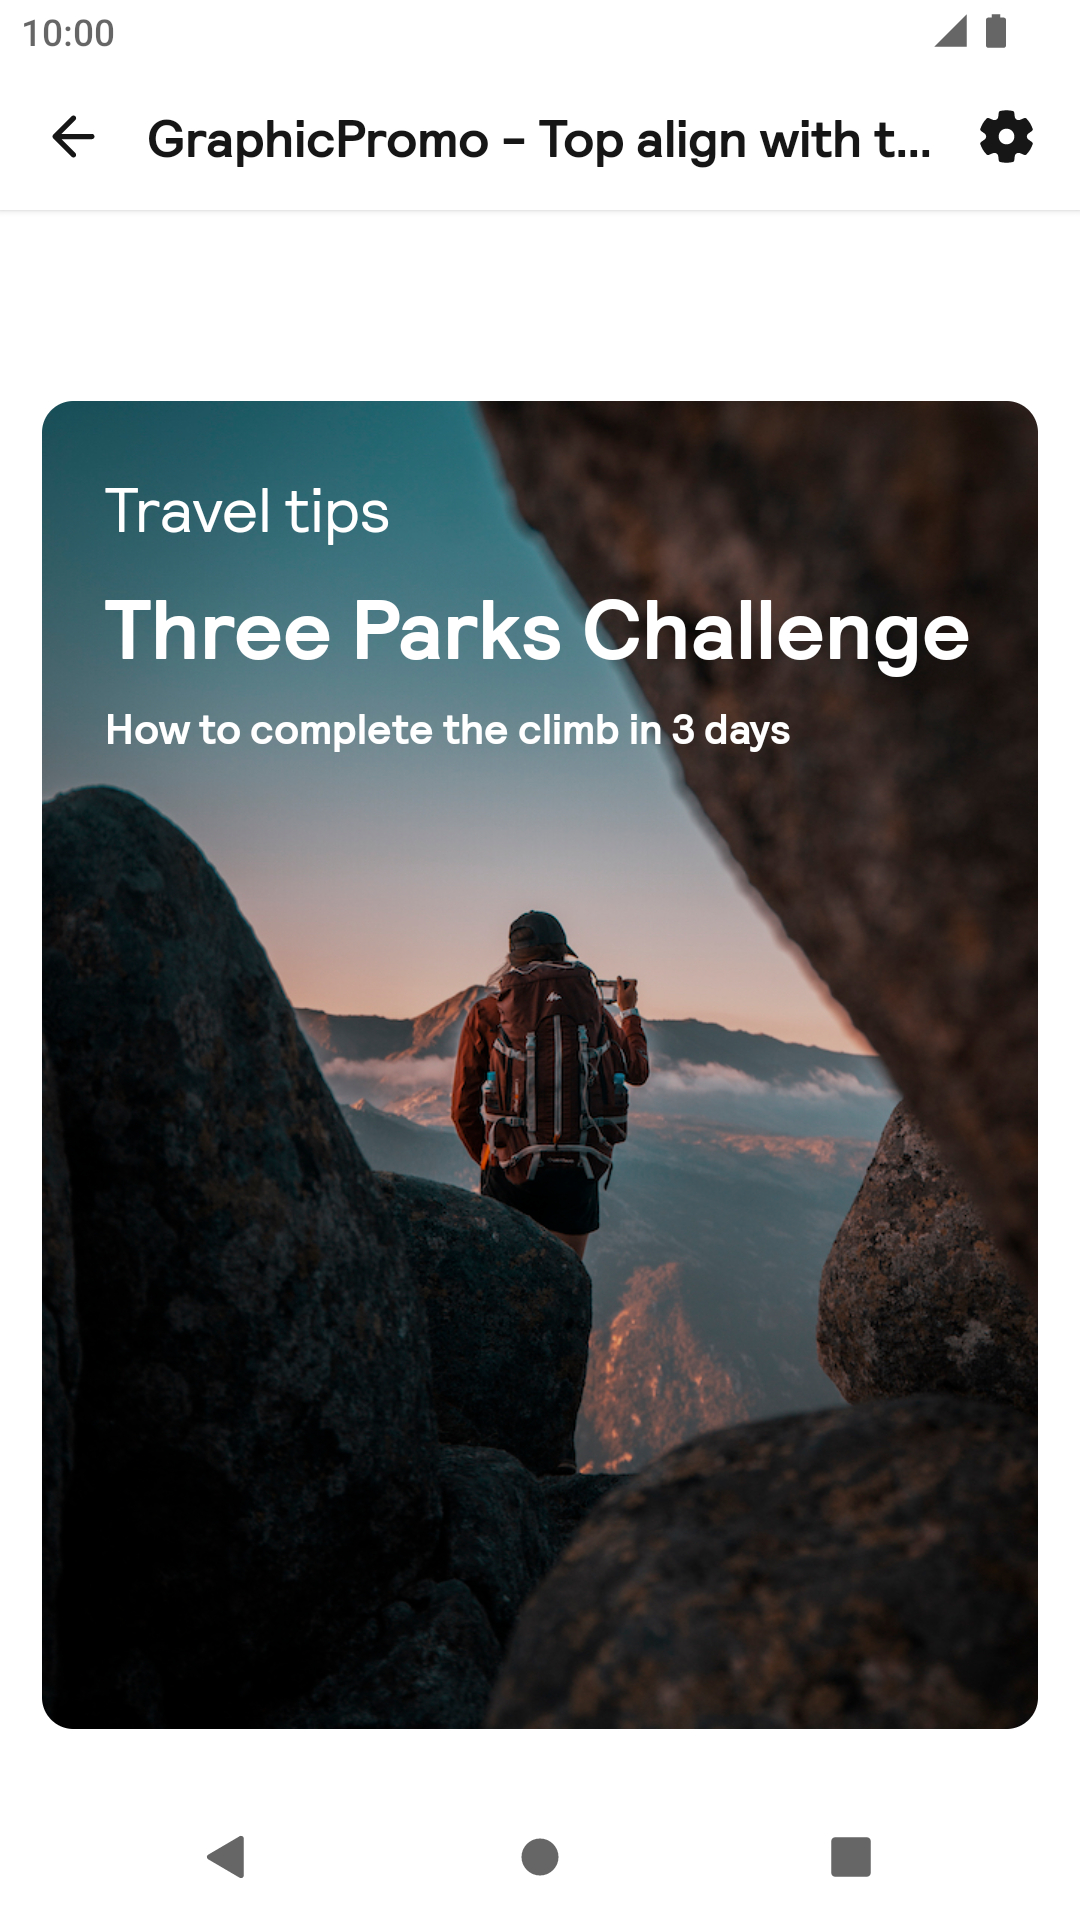 10:00
GraphicPromo - Top align with t...
Travel tips
Three Parks Challenge
How to complete the climb in 3 days